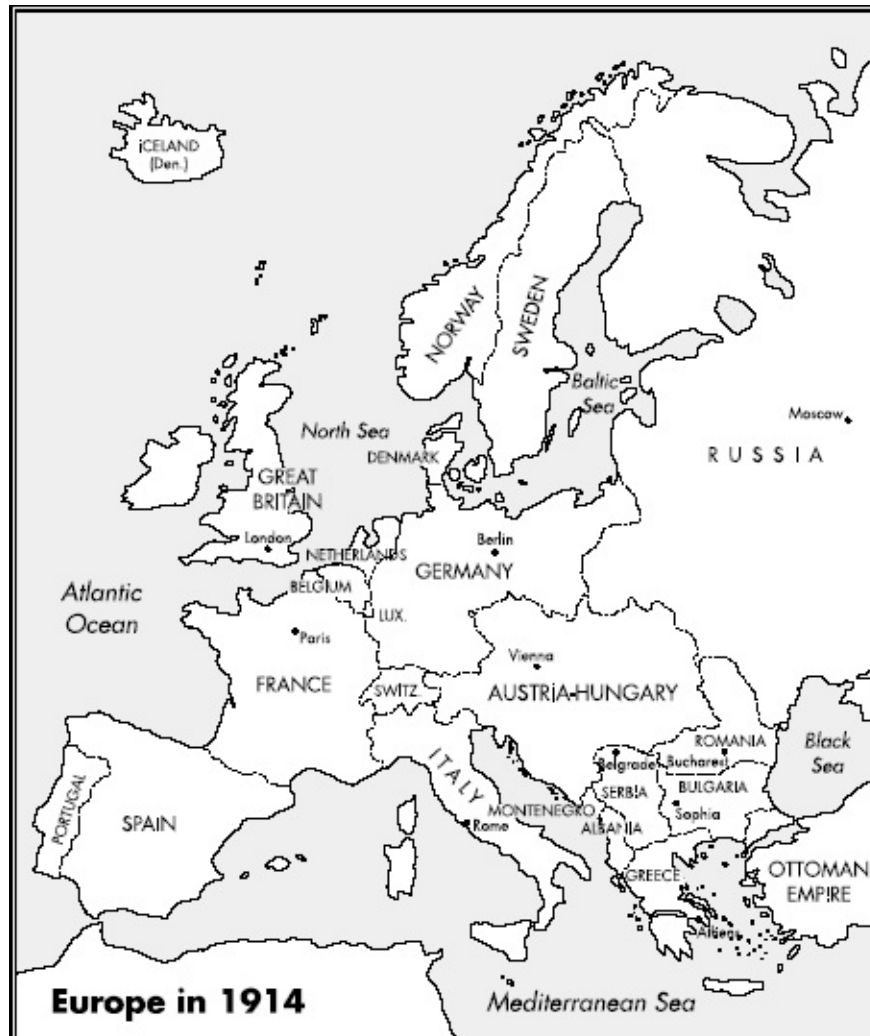 iCELAND
(Den.)
NORWAY
SWEDEN
Baltic
Sea
Moscow
RUSSIA
North Sea
DENMARK
GREAT
BRITAIN
London
NETHERLANDS
Berlin
GERMANY
BELGIUM
Atlantic
Ocean
LUX.
Paris
FRANCE
SWITZ.
Vienna
AUSTRiA-HUNGARY
ROMANIA
Bucharest
Black
Sea
Belgrade
SERBIA
BULGARIA
Sophia
ITALY
MONTENEGRO
ALBANIA
Rome
PORTUGAL
SPAIN
GREECE
OTTOMAN
EMPIRE
Athens
Europe in 1914
Mediterranean Sea